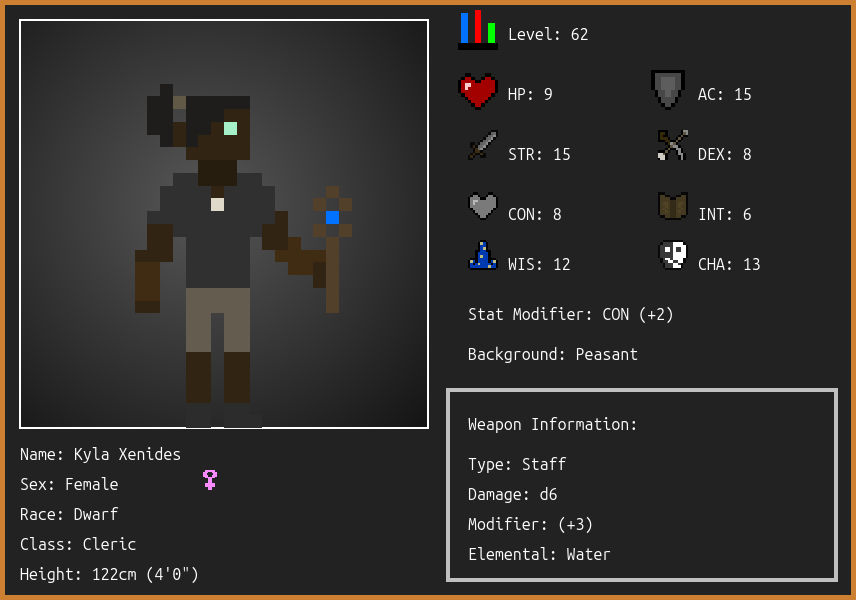 Level: 62
HP: 9
AC: 15
STR: 15
DEX: 8
CON: 8
INT: 6
WIS: 12
CHA: 13
Stat Modifier: CON (+2)
Background: Peasant
Weapon Information:
Type: Staff
Damage: d6
Modifier: (+3)
Elemental: Water
Name: Kyla Xenides
Sex: Female
Race: Dwarf
Class: Cleric
Height: 122cm (4'0")